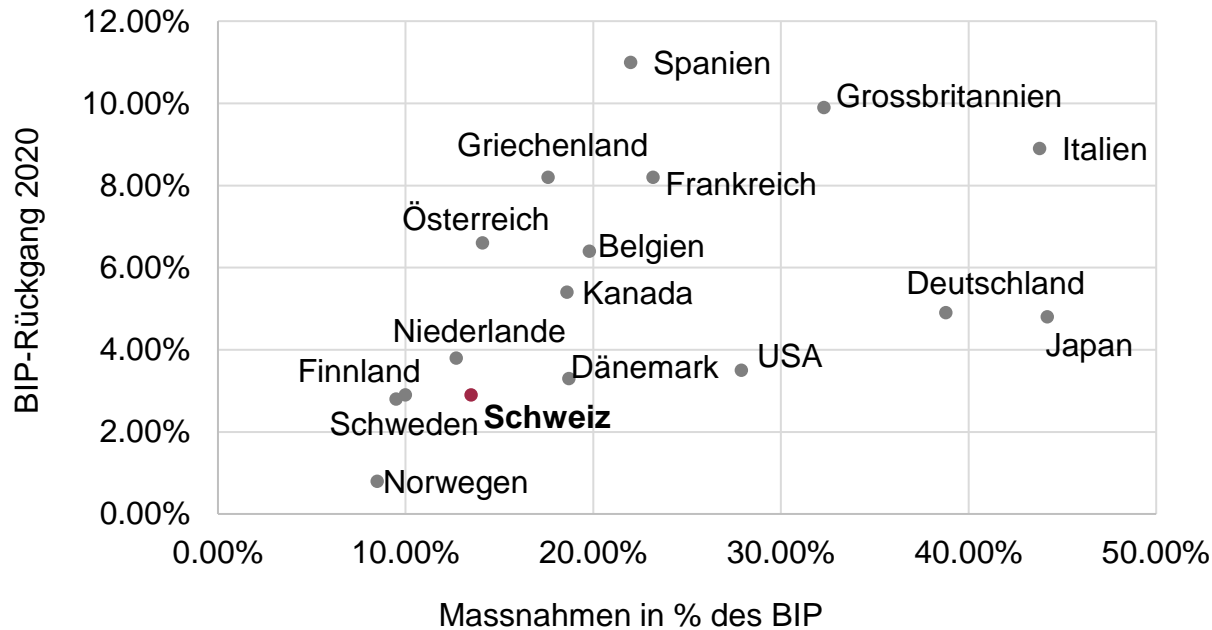 12.00%
Spanien
10.00%
Grossbritannien
Griechenland
Italien
8.00%
Frankreich
Österreich
Belgien
6.00%
Deutschland
Kanada
Niederlande
4.00%
USA
Japan
Finnland
Dänemark
Schweden
Schweiz
2.00%
Norwegen
0.00%
0.00% 10.00% 20.00% 30.00% 40.00% 50.00%
Massnahmen in % des BIP
BIP-Rückgang 2020